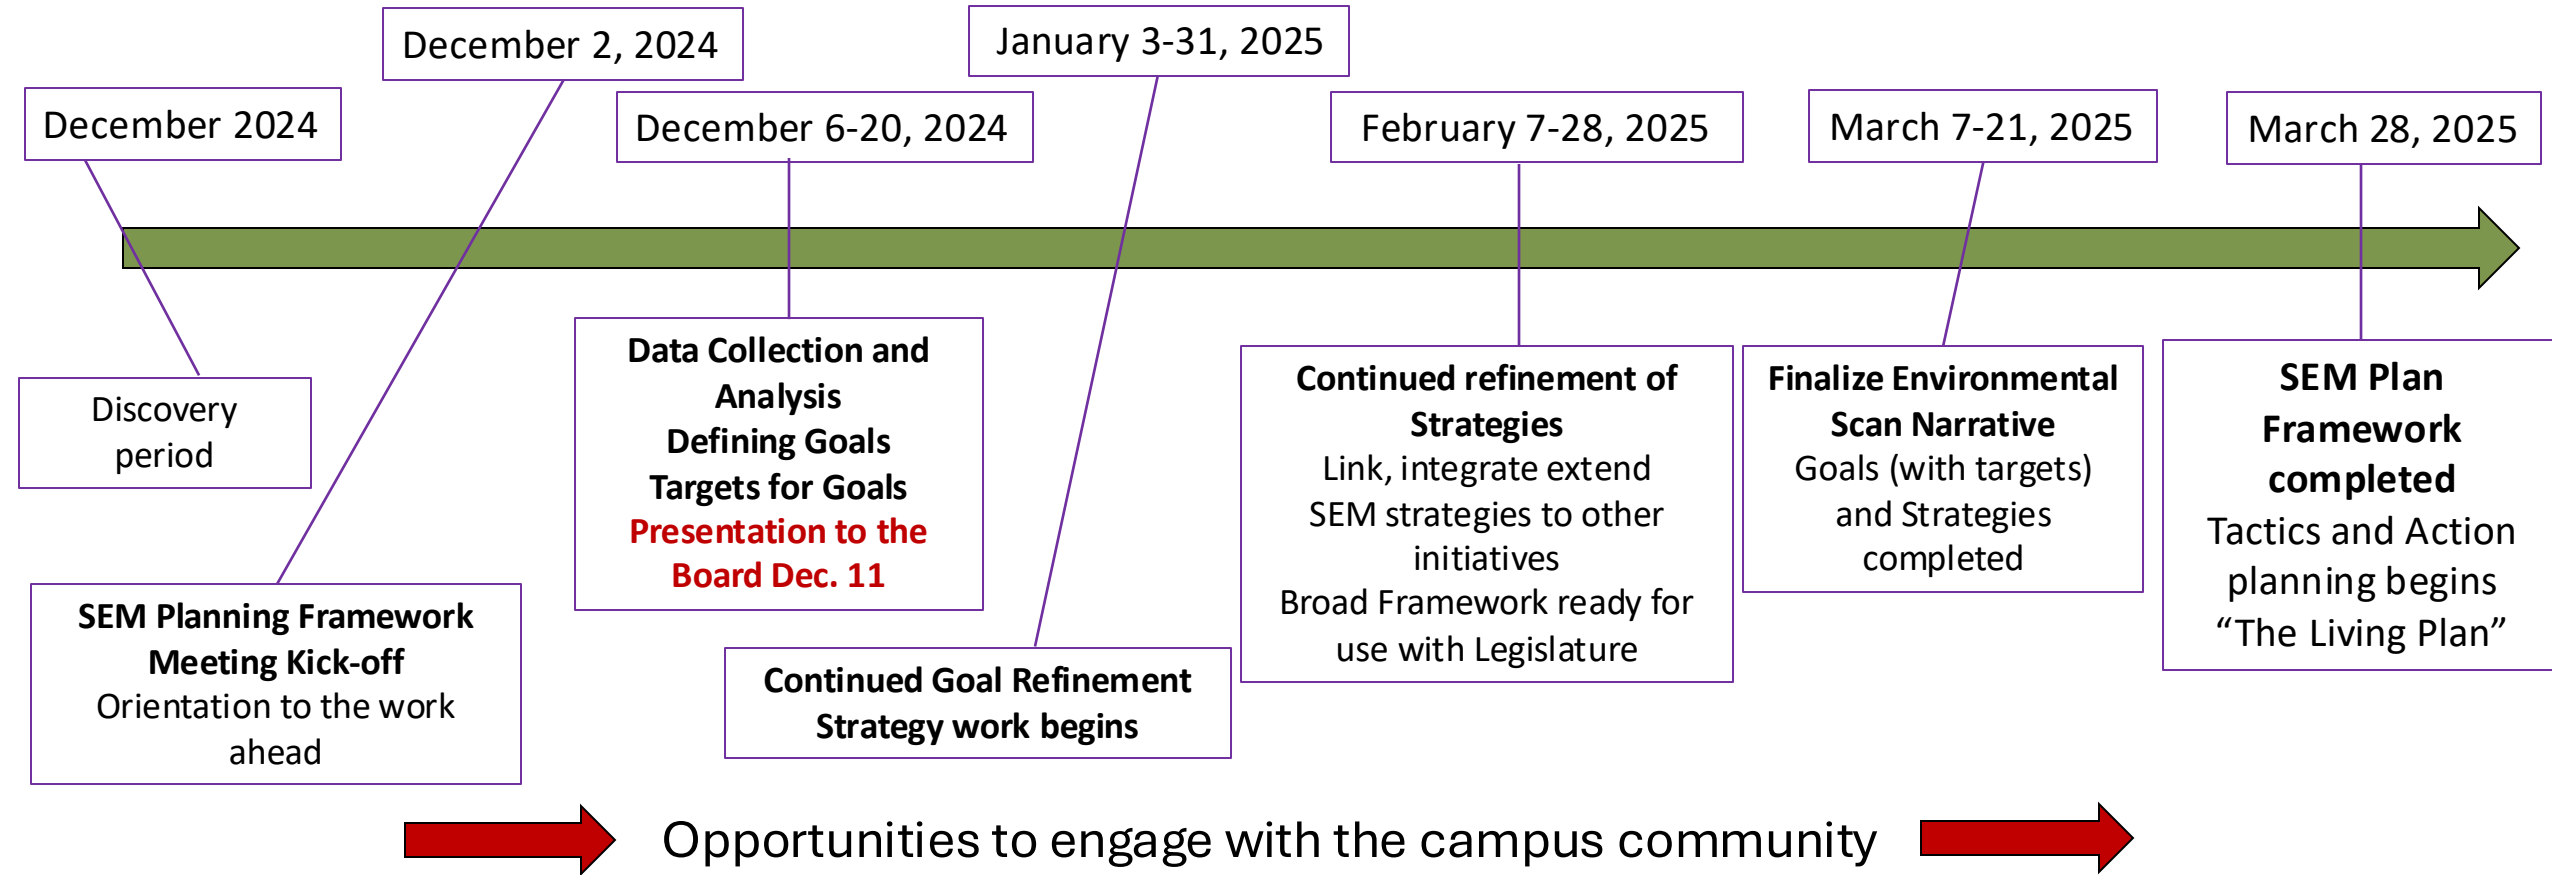 December 2024
December 2, 2024
December 6-20, 2024
January 3-31, 2025
February 7-28, 2025
March 7-21, 2025
March 28, 2025
Discovery
period
SEM Planning Framework
Meeting Kick-off
Orientation to the work
ahead
Data Collection and
Analysis
Defining Goals
Targets for Goals
Presentation to the
Board Dec. 11
Continued Goal Refinement
Strategy work begins
Continued refinement of
Strategies
Link, integrate extend
SEM strategies to other
initiatives
Broad Framework ready for
use with Legislature
Finalize Environmental
Scan Narrative
Goals (with targets)
and Strategies
completed
SEM Plan
Framework
completed
Tactics and Action
planning begins
“The Living Plan”
Opportunities to engage with the campus community